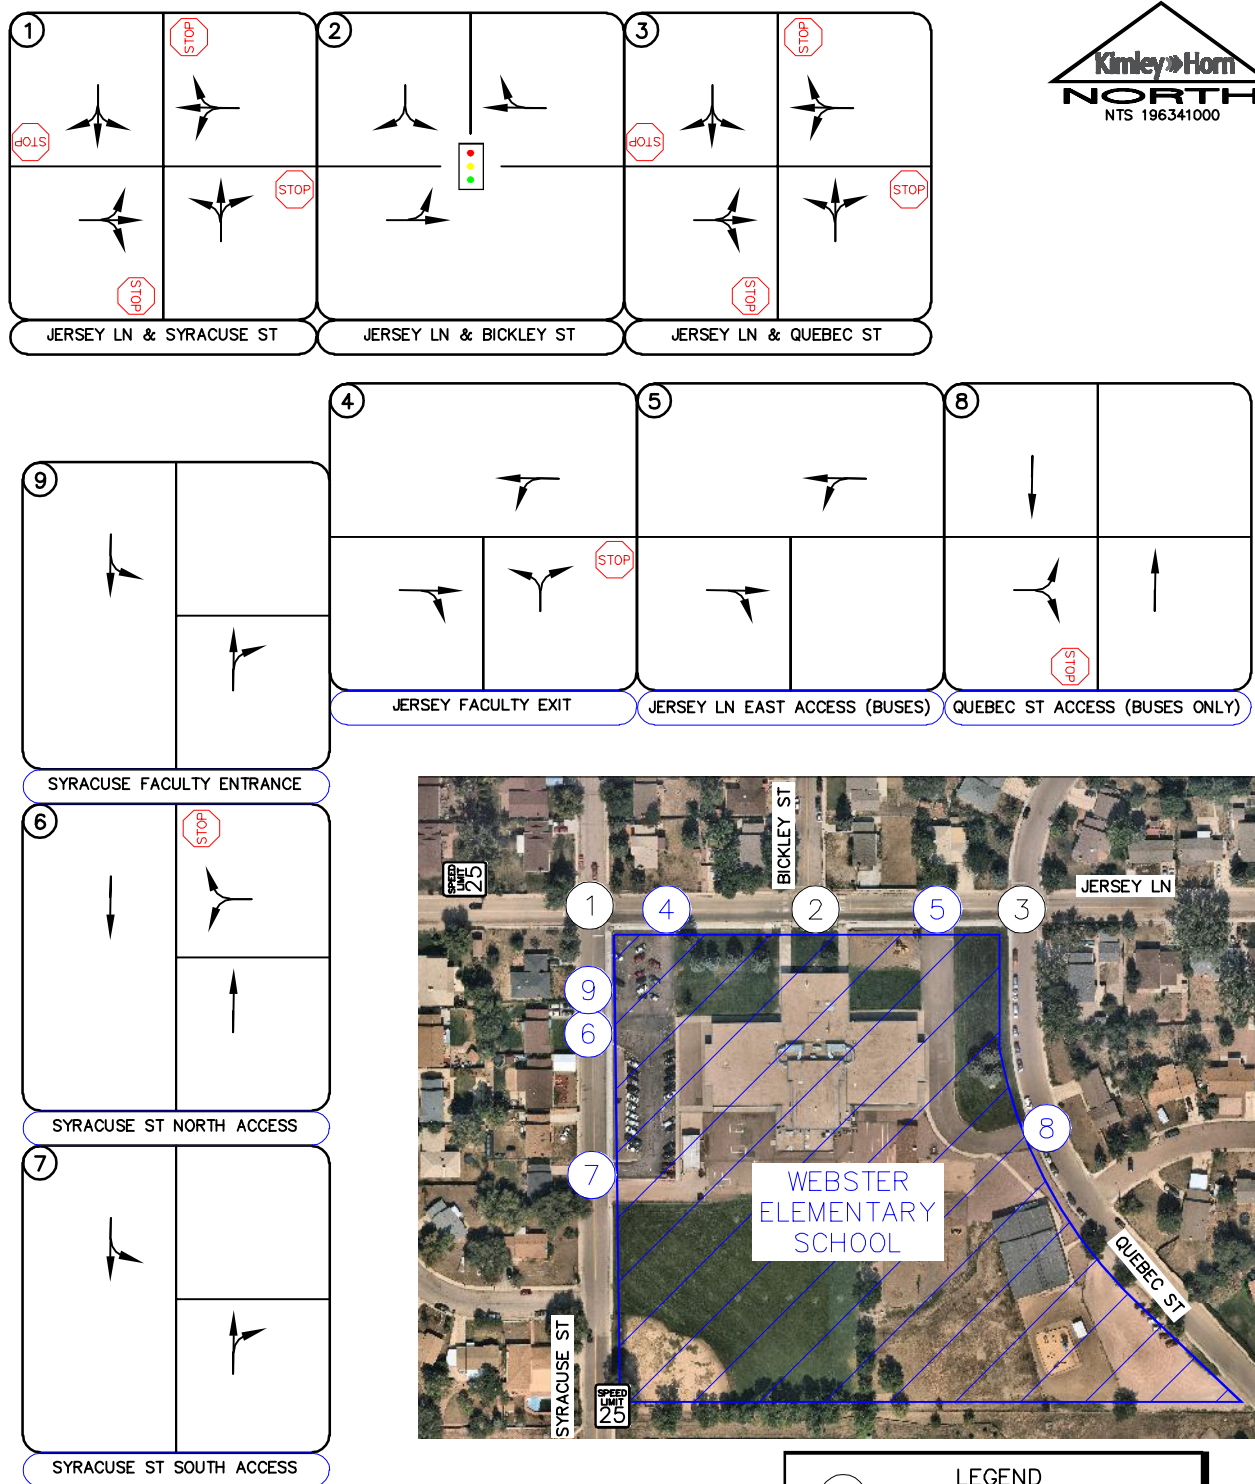 1
STOP
STOP
STOP
STOP
JERSEY LN & SYRACUSE ST
2
JERSEY LN & BICKLEY ST
3
STOP
STOP
STOP
STOP
JERSEY LN & QUEBEC ST
Kimley»Horn
NORTH
NTS 196341000
4
STOP
JERSEY FACULTY EXIT
5
JERSEY LN EAST ACCESS (BUSES)
8
STOP
QUEBEC ST ACCESS (BUSES ONLY)
9
SYRACUSE FACULTY ENTRANCE
6
STOP
SYRACUSE ST NORTH ACCESS
7
SYRACUSE ST SOUTH ACCESS
BICKLEY ST
SPEED
LIMIT
25
JERSEY LN
1
4
2
5
3
9
6
8
7
WEBSTER
ELEMENTARY
SCHOOL
QUEBEC ST
SYRACUSE ST
SPEED
LIMIT
25
LEGEND